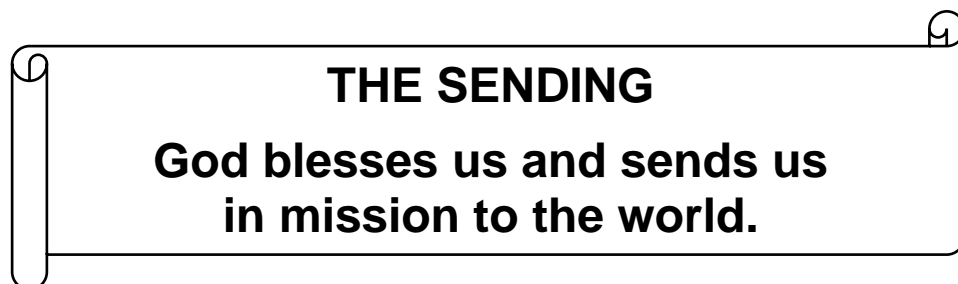 THE SENDING
God blesses us and sends us
in mission to the world.